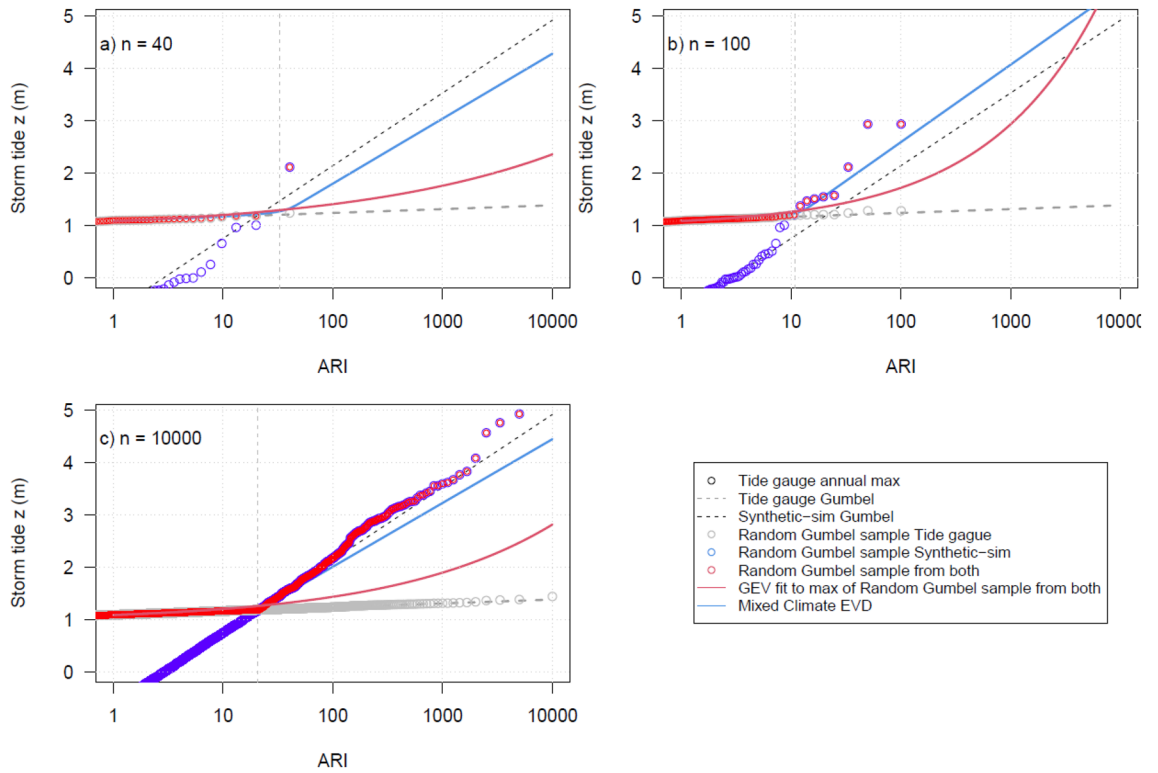 a) n = 40
Storm tide z (m)
5
4
3
2
1
0
1
10
100
1000
10000
ARI
b) n = 100
Storm tide z (m)
5
4
3
2
1
0
1
10
100
1000
10000
ARI
c) n = 10000
Storm tide z (m)
5
4
3
2
1
0
1
10
100
1000
10000
ARI
Tide gauge annual max
Tide gauge Gumbel
Synthetic−sim Gumbel
Random Gumbel sample Tide gague
Random Gumbel sample Synthetic−sim
Random Gumbel sample from both
GEV fit to max of Random Gumbel sample from both
Mixed Climate EVD